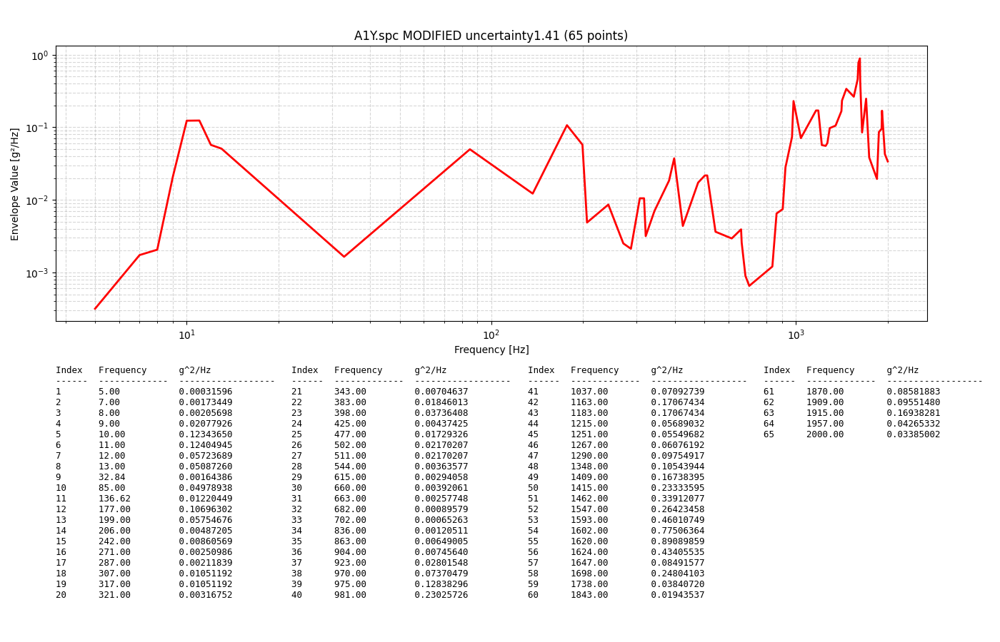 A1Y.spc MODIFIED uncertainty1.41 (65 points)
Envelope Value [g²/Hz]
10⁰
10⁻¹
10⁻²
10⁻³
10¹ 10² 10³
Frequency [Hz]
Index Frequency g^2/Hz Index Frequency g^2/Hz Index Frequency g^2/Hz Index Frequency g^2/Hz
------ ------------- ------------------ ------ ------------- ------------------ ------ ------------- ------------------ ------ ------------- ------------------
1 5.00 0.00031596 21 343.00 0.00704637 41 1037.00 0.07092739 61 1870.00 0.08581883
2 7.00 0.00173449 22 383.00 0.01846013 42 1163.00 0.17067434 62 1909.00 0.09551480
3 8.00 0.00205698 23 398.00 0.03736408 43 1183.00 0.17067434 63 1915.00 0.16938281
4 9.00 0.02077926 24 425.00 0.00437425 44 1215.00 0.05689032 64 1957.00 0.04265332
5 10.00 0.12343650 25 477.00 0.01729326 45 1251.00 0.05549682 65 2000.00 0.03385002
6 11.00 0.12404945 26 502.00 0.02170207 46 1267.00 0.06076192
7 12.00 0.05723689 27 511.00 0.02170207 47 1290.00 0.09754917
8 13.00 0.05087260 28 544.00 0.00363577 48 1348.00 0.10543944
9 32.84 0.00164386 29 615.00 0.00294058 49 1409.00 0.16738395
10 85.00 0.04978938 30 660.00 0.00392061 50 1415.00 0.23333595
11 136.62 0.01220449 31 663.00 0.00257748 51 1462.00 0.33912077
12 177.00 0.10696302 32 682.00 0.00089579 52 1547.00 0.26423458
13 199.00 0.05754676 33 702.00 0.00065263 53 1593.00 0.46010749
14 206.00 0.00487205 34 836.00 0.00120511 54 1602.00 0.77506364
15 242.00 0.00860569 35 863.00 0.00649005 55 1620.00 0.89089859
16 271.00 0.00250986 36 904.00 0.00745640 56 1624.00 0.43405535
17 287.00 0.00211839 37 923.00 0.02801548 57 1647.00 0.08491577
18 307.00 0.01051192 38 970.00 0.07370479 58 1698.00 0.24804103
19 317.00 0.01051192 39 975.00 0.12838296 59 1738.00 0.03840720
20 321.00 0.00316752 40 981.00 0.23025726 60 1843.00 0.01943537